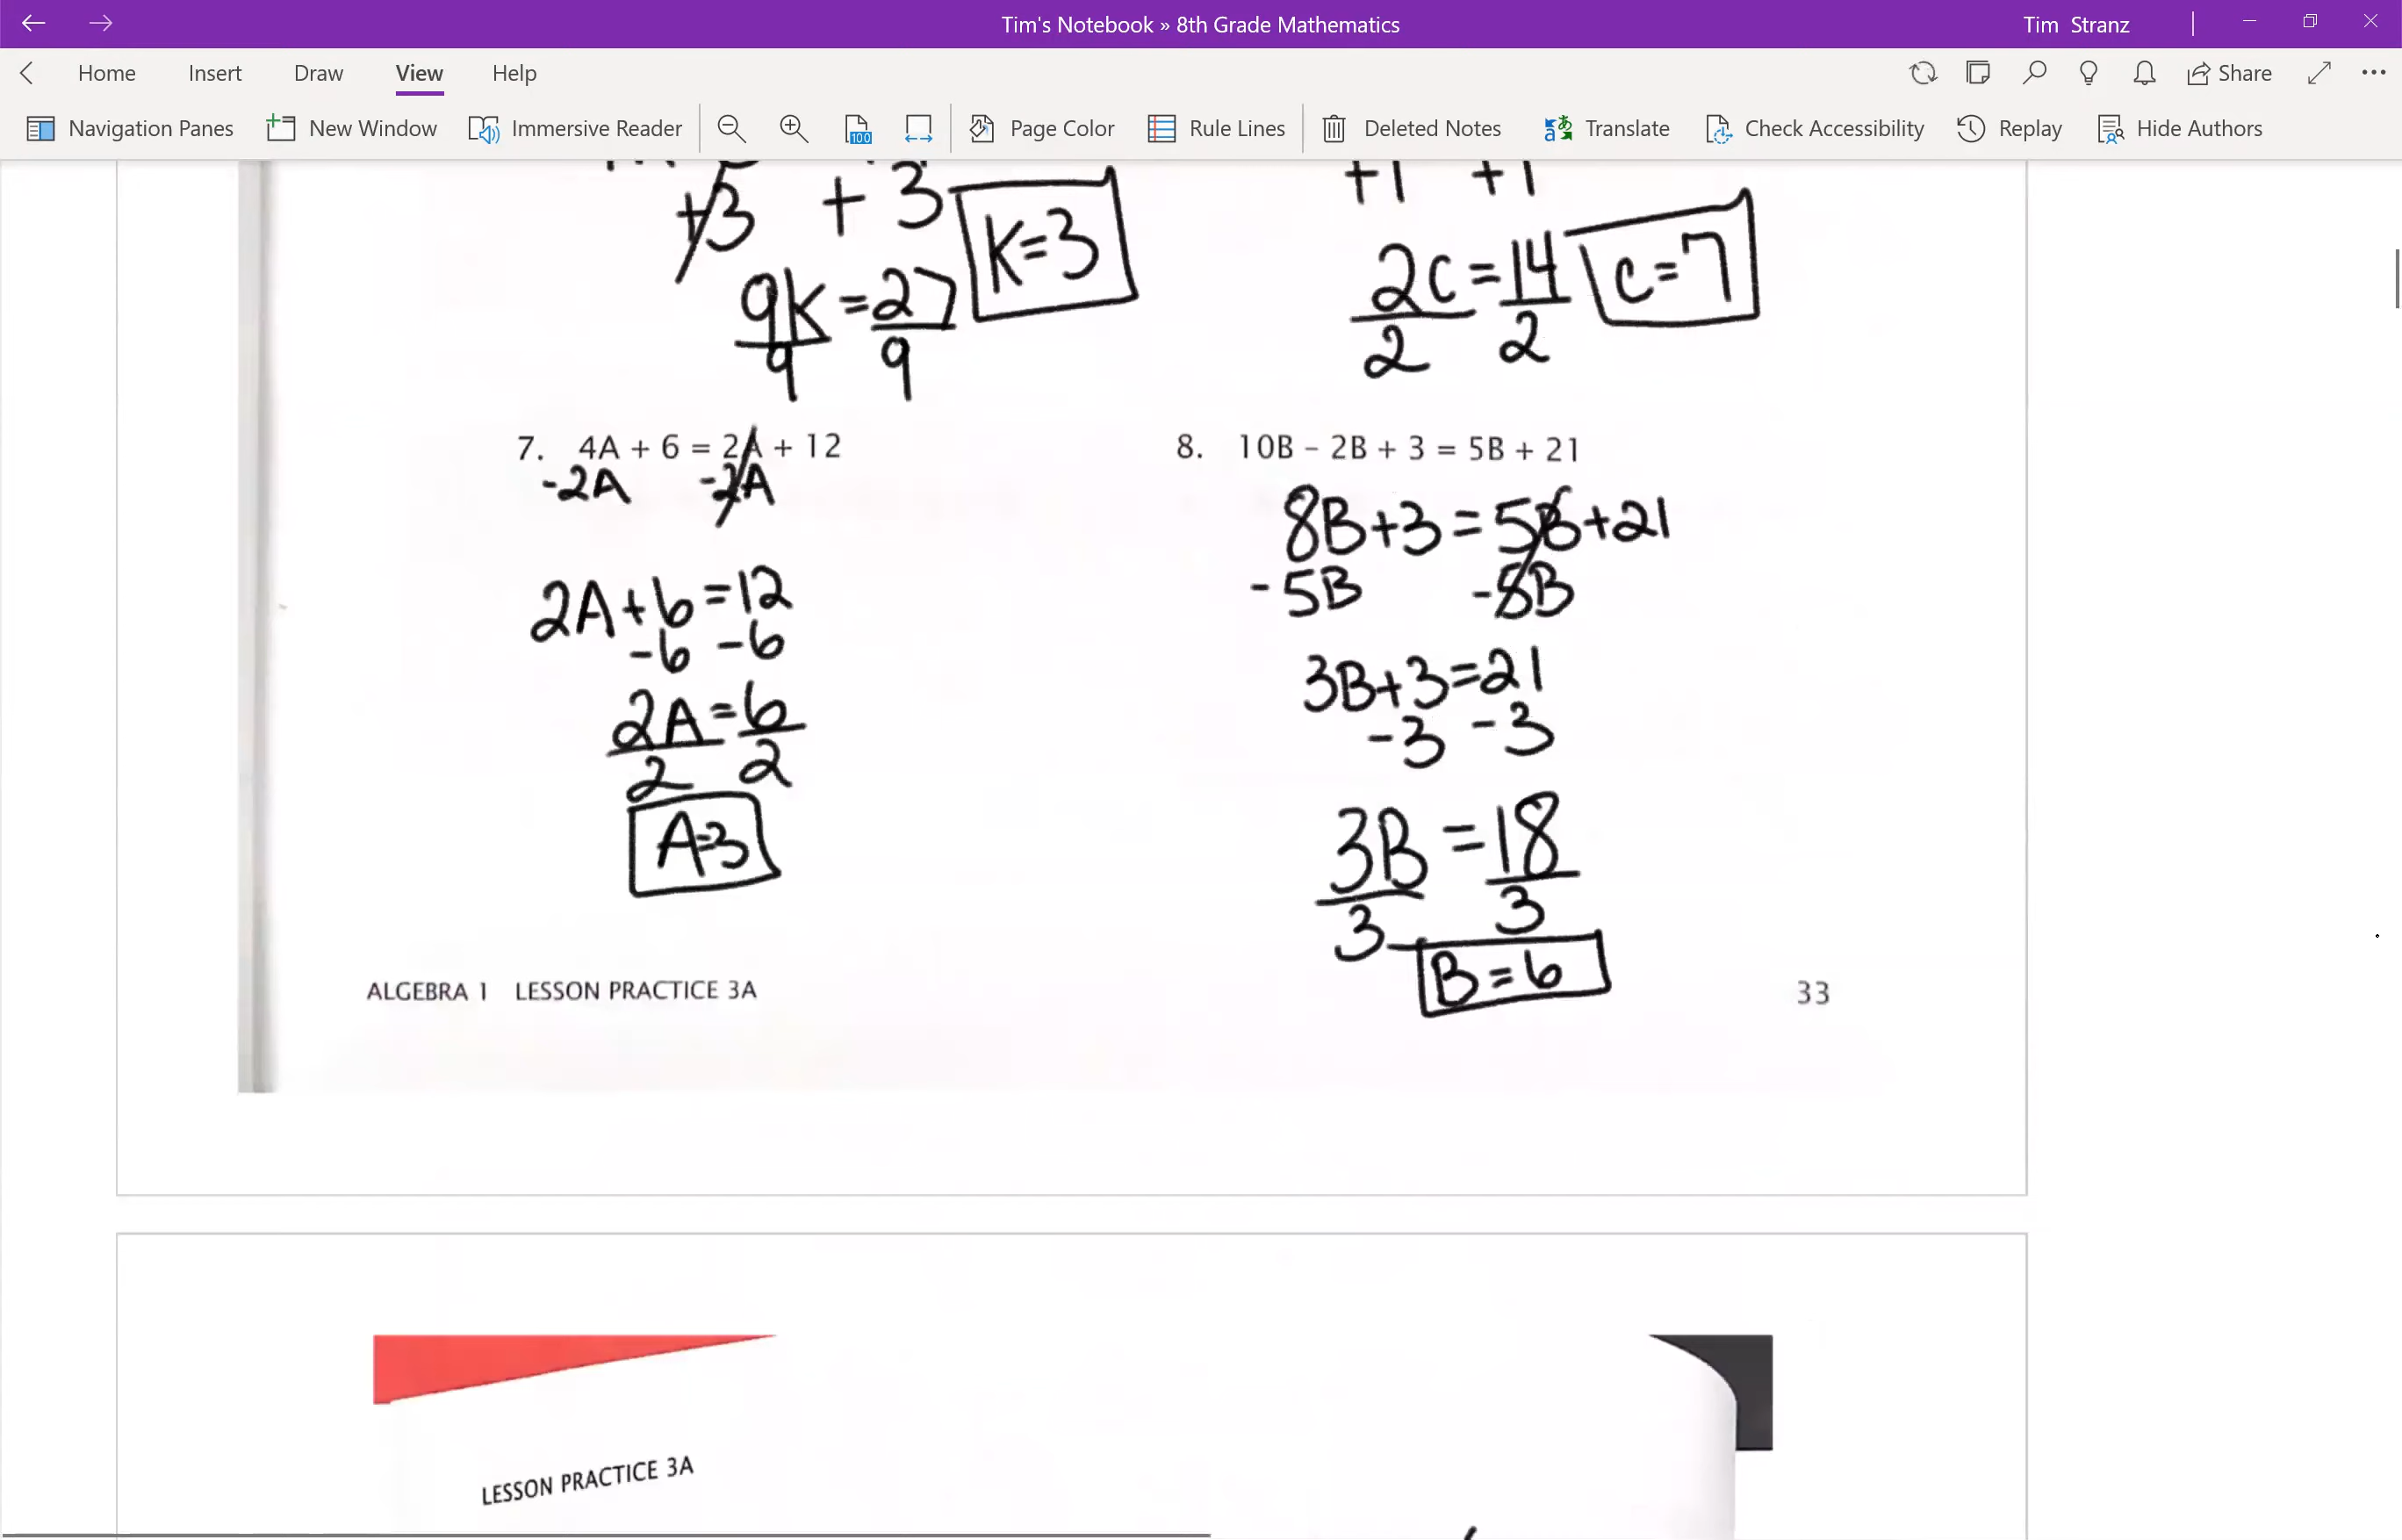 Tim's Notebook » 8th Grade Mathematics
Tim Stranz
Home Insert Draw View Help
Share
Navigation Panes New Window Immersive Reader 100 Page Color Rule Lines Deleted Notes Translate Check Accessibility Replay Hide Authors
+3 +3
K=3
9K=27
9 9
+1 +1
2C=14
2 2
C=7
7. 4A + 6 = 2A + 12
-2A -2A
2A+6=12
-6 -6
2A=6
2 2
A=3
8. 10B – 2B + 3 = 5B + 21
8B+3=5B+21
-5B -5B
3B+3=21
-3 -3
3B=18
3 3
B=6
ALGEBRA 1 LESSON PRACTICE 3A
33
LESSON PRACTICE 3A